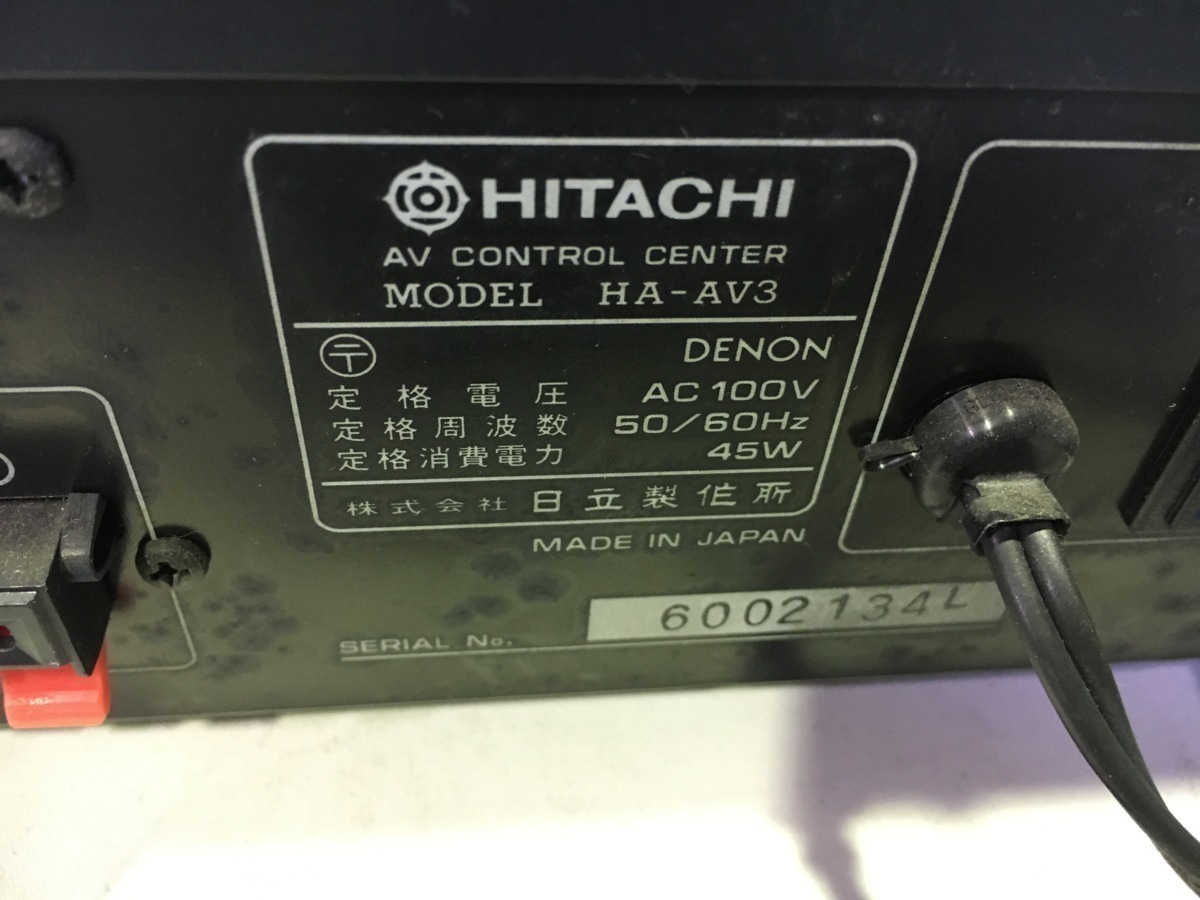 HITACHI
AV CONTROL CENTER
MODEL HA-AV3
〒 DENON
定格電圧 AC 100V
定格周波数 50/60Hz
定格消費電力 45W
株式会社 日立製作所
MADE IN JAPAN
SERIAL No. 6002134L